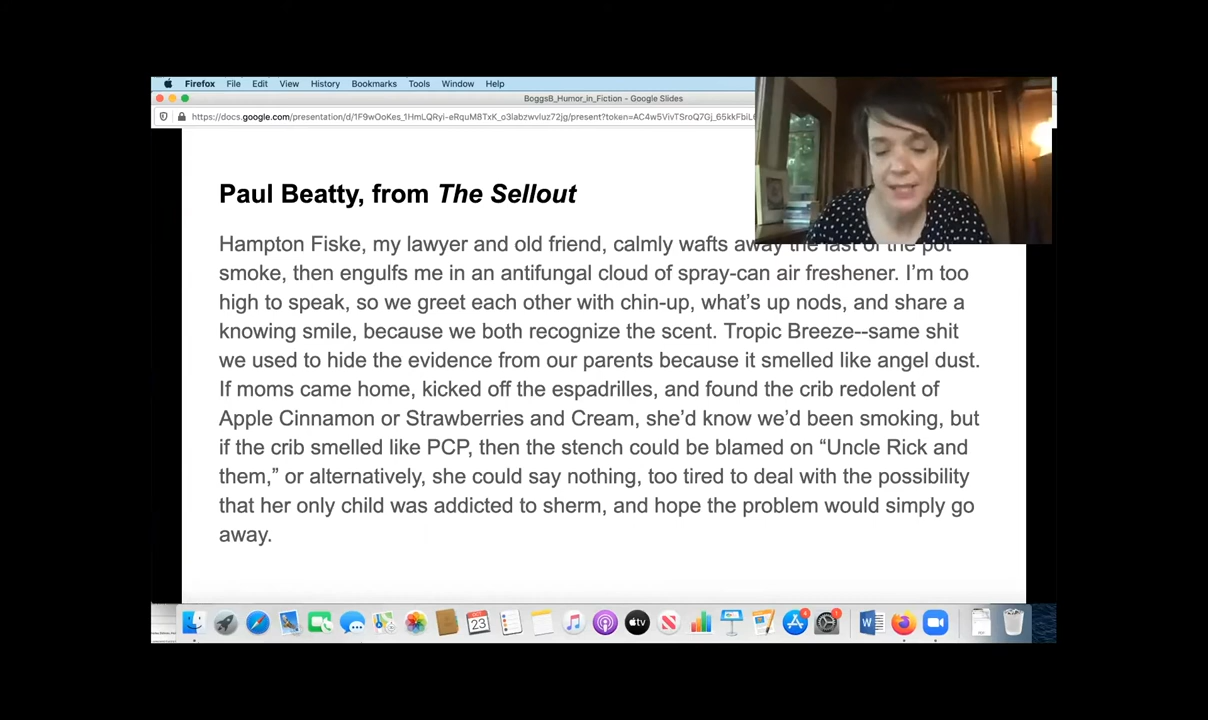 Firefox File Edit View History Bookmarks Tools Window Help
BoggsB_Humor_in_Fiction - Google Slides
Paul Beatty, from The Sellout
Hampton Fiske, my lawyer and old friend, calmly wafts away the last of the pot
smoke, then engulfs me in an antifungal cloud of spray-can air freshener. I'm too
high to speak, so we greet each other with chin-up, what's up nods, and share a
knowing smile, because we both recognize the scent. Tropic Breeze--same shit
we used to hide the evidence from our parents because it smelled like angel dust.
If moms came home, kicked off the espadrilles, and found the crib redolent of
Apple Cinnamon or Strawberries and Cream, she'd know we'd been smoking, but
if the crib smelled like PCP, then the stench could be blamed on “Uncle Rick and
them,” or alternatively, she could say nothing, too tired to deal with the possibility
that her only child was addicted to sherm, and hope the problem would simply go
away.
OCT
23
tv
W